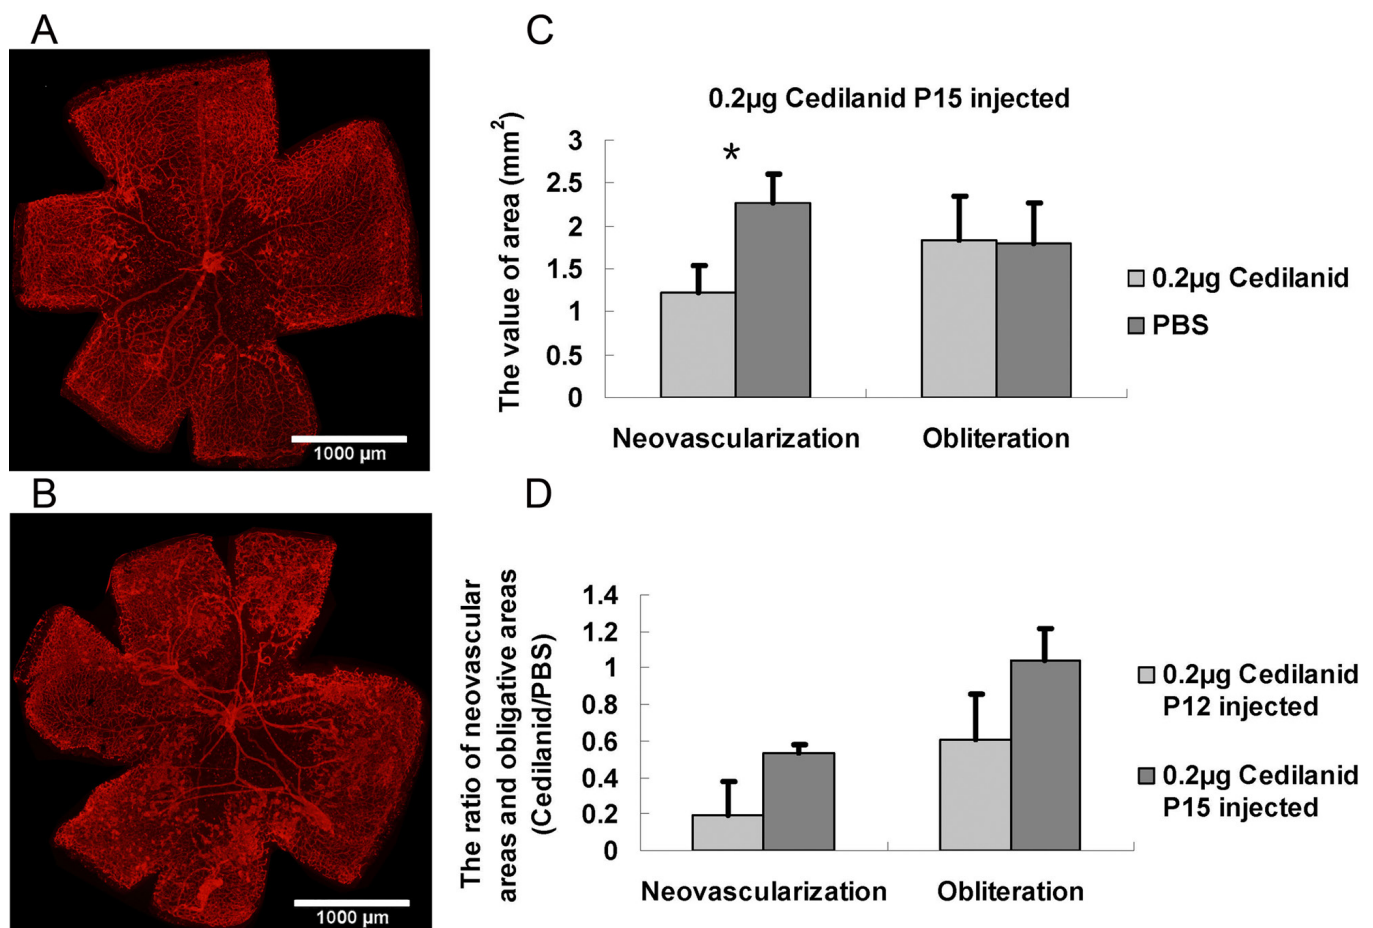 A
1000 µm
B
1000 µm
C
0.2µg Cedilanid P15 injected
The value of area (mm²)
3
2.5
2
1.5
1
0.5
0
*
Neovascularization
Obliteration
0.2µg Cedilanid
PBS
D
The ratio of neovascular
areas and obligative areas
(Cedilanid/PBS)
1.4
1.2
1
0.8
0.6
0.4
0.2
0
Neovascularization
Obliteration
0.2µg Cedilanid
P12 injected
0.2µg Cedilanid
P15 injected